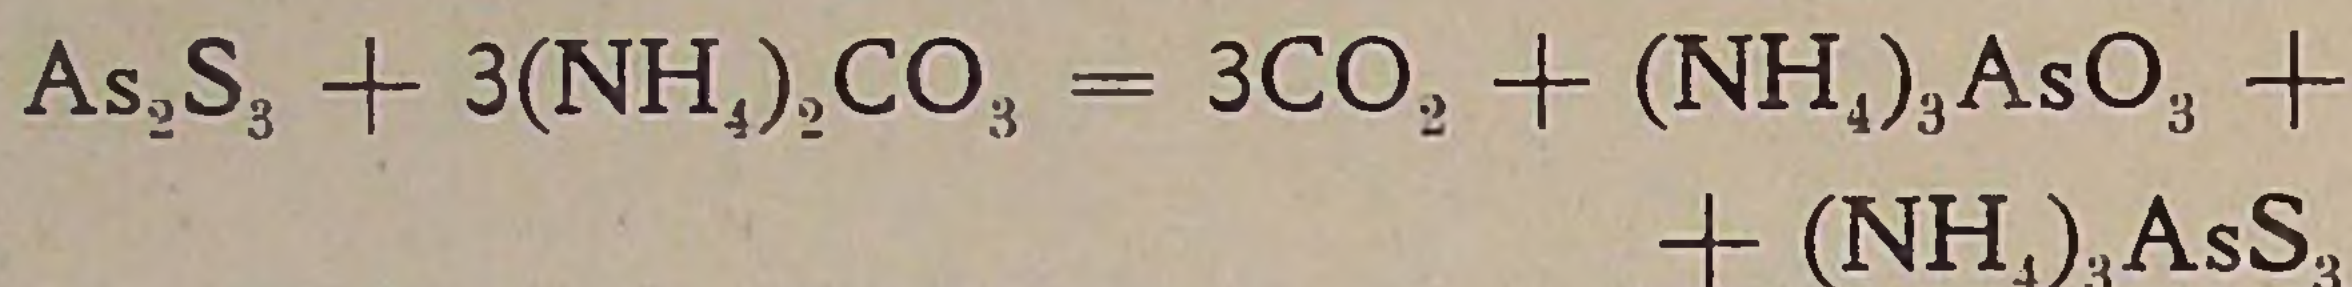 As₂S₃ + 3(NH₄)₂CO₃ = 3CO₂ + (NH₄)₃AsO₃ +
+ (NH₄)₃AsS₃